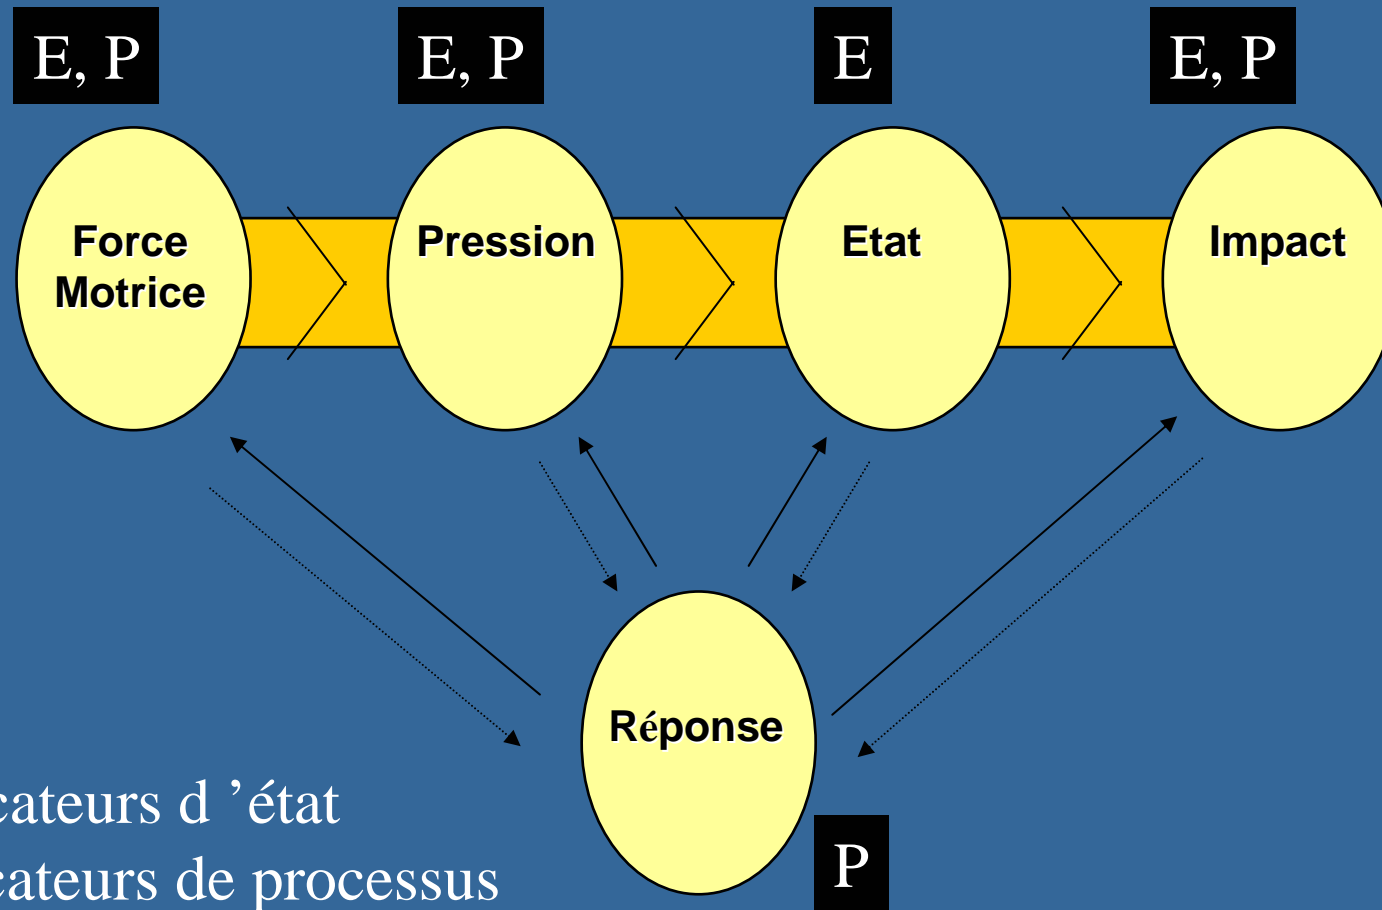 E, P
E, P
E
E, P
Force
Motrice
Pression
Etat
Impact
Réponse
cateurs d ’état
cateurs de processus
P